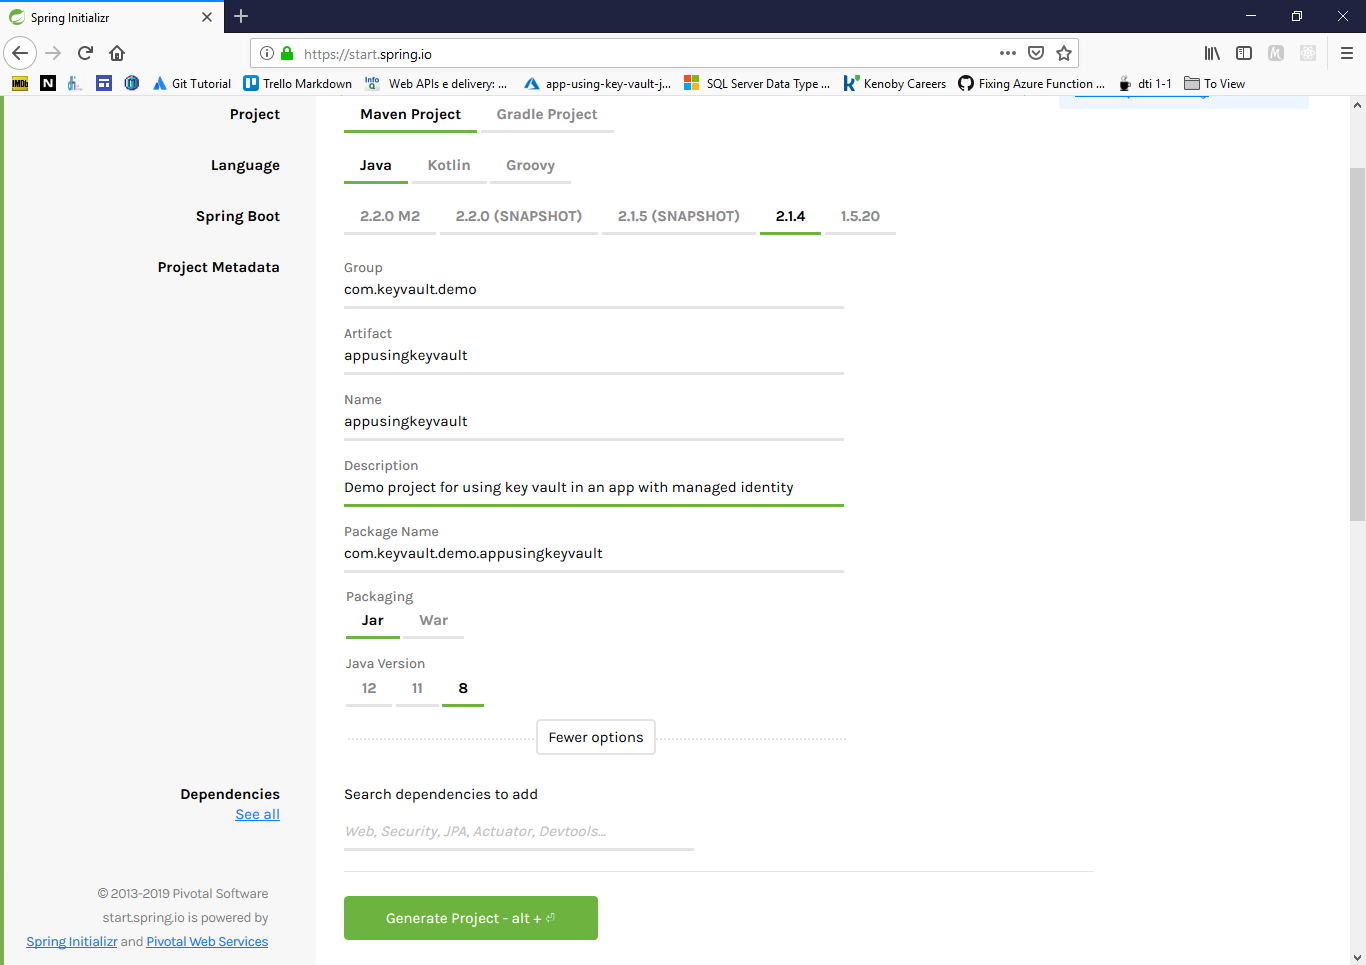 Spring Initializr
https://start.spring.io
IMDb N Git Tutorial Trello Markdown Info Q Web APIs e delivery: ... app-using-key-vault-j... SQL Server Data Type ... Kenoby Careers Fixing Azure Function ... dti 1-1 To View
Project Maven Project Gradle Project
Language Java Kotlin Groovy
Spring Boot 2.2.0 M2 2.2.0 (SNAPSHOT) 2.1.5 (SNAPSHOT) 2.1.4 1.5.20
Project Metadata Group
com.keyvault.demo
Artifact
appusingkeyvault
Name
appusingkeyvault
Description
Demo project for using key vault in an app with managed identity
Package Name
com.keyvault.demo.appusingkeyvault
Packaging
Jar War
Java Version
12 11 8
Fewer options
Dependencies Search dependencies to add
See all
Web, Security, JPA, Actuator, Devtools...
© 2013-2019 Pivotal Software
start.spring.io is powered by
Spring Initializr and Pivotal Web Services
Generate Project - alt + ⏎